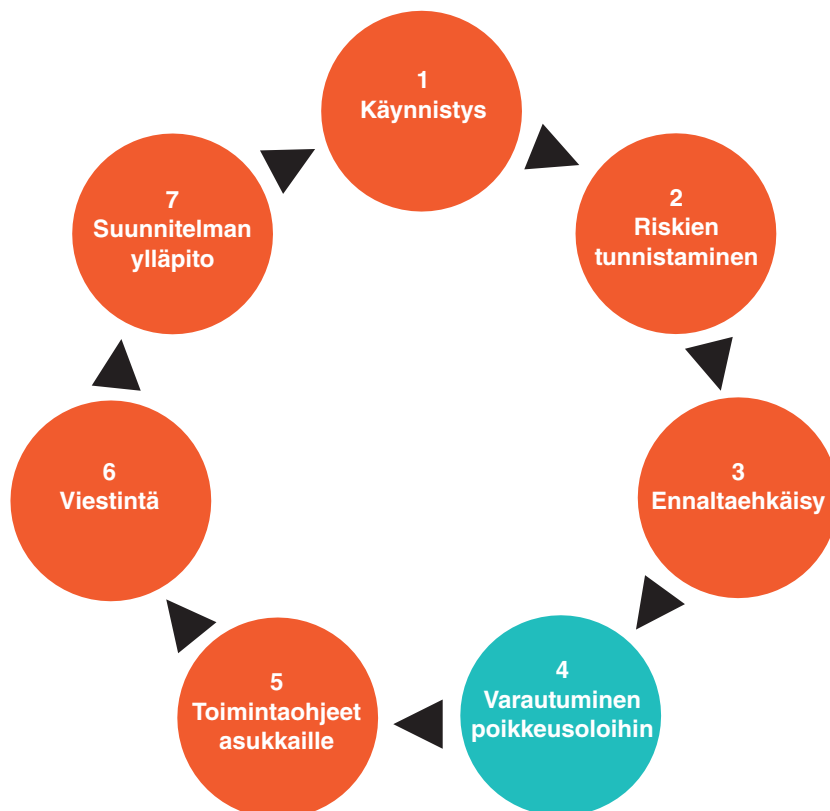 1
Käynnistys
2
Riskien
tunnistaminen
3
Ennaltaehkäisy
4
Varautuminen
poikkeusoloihin
5
Toimintaohjeet
asukkaille
6
Viestintä
7
Suunnitelman
ylläpito